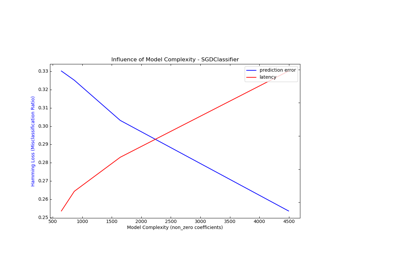 Influence of Model Complexity - SGDClassifier
prediction error
latency
Hamming Loss (Misclassification Ratio)
0.33
0.32
0.31
0.30
0.29
0.28
0.27
0.26
0.25
500 1000 1500 2000 2500 3000 3500 4000 4500
Model Complexity (non_zero coefficients)